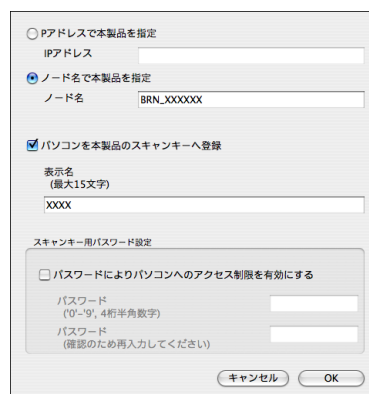 Pアドレスで本製品を指定
IPアドレス
ノード名で本製品を指定
ノード名 BRN_XXXXXX
パソコンを本製品のスキャンキーへ登録
表示名
(最大15文字)
XXXX
スキャンキー用パスワード設定
パスワードによりパソコンへのアクセス制限を有効にする
パスワード
('0'-'9', 4桁半角数字)
パスワード
(確認のため再入力してください)
キャンセル OK